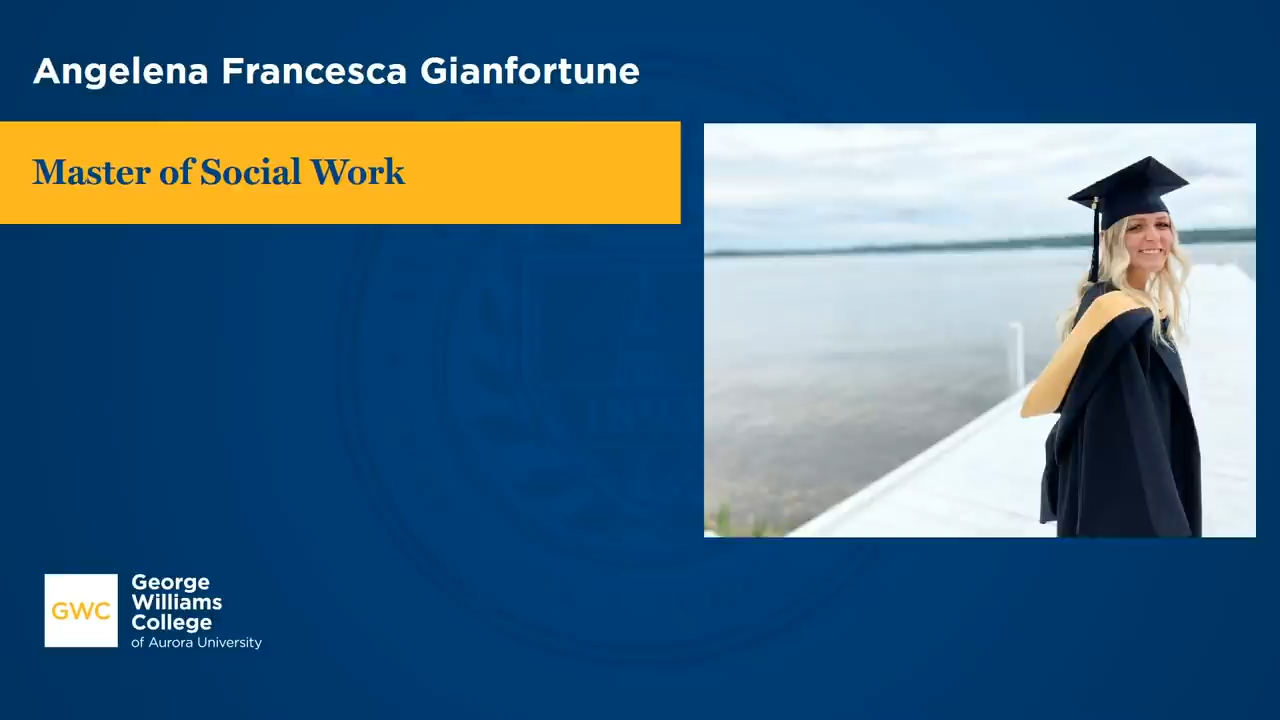 Angelena Francesca Gianfortune
Master of Social Work
GWC
George
Williams
College
of Aurora University